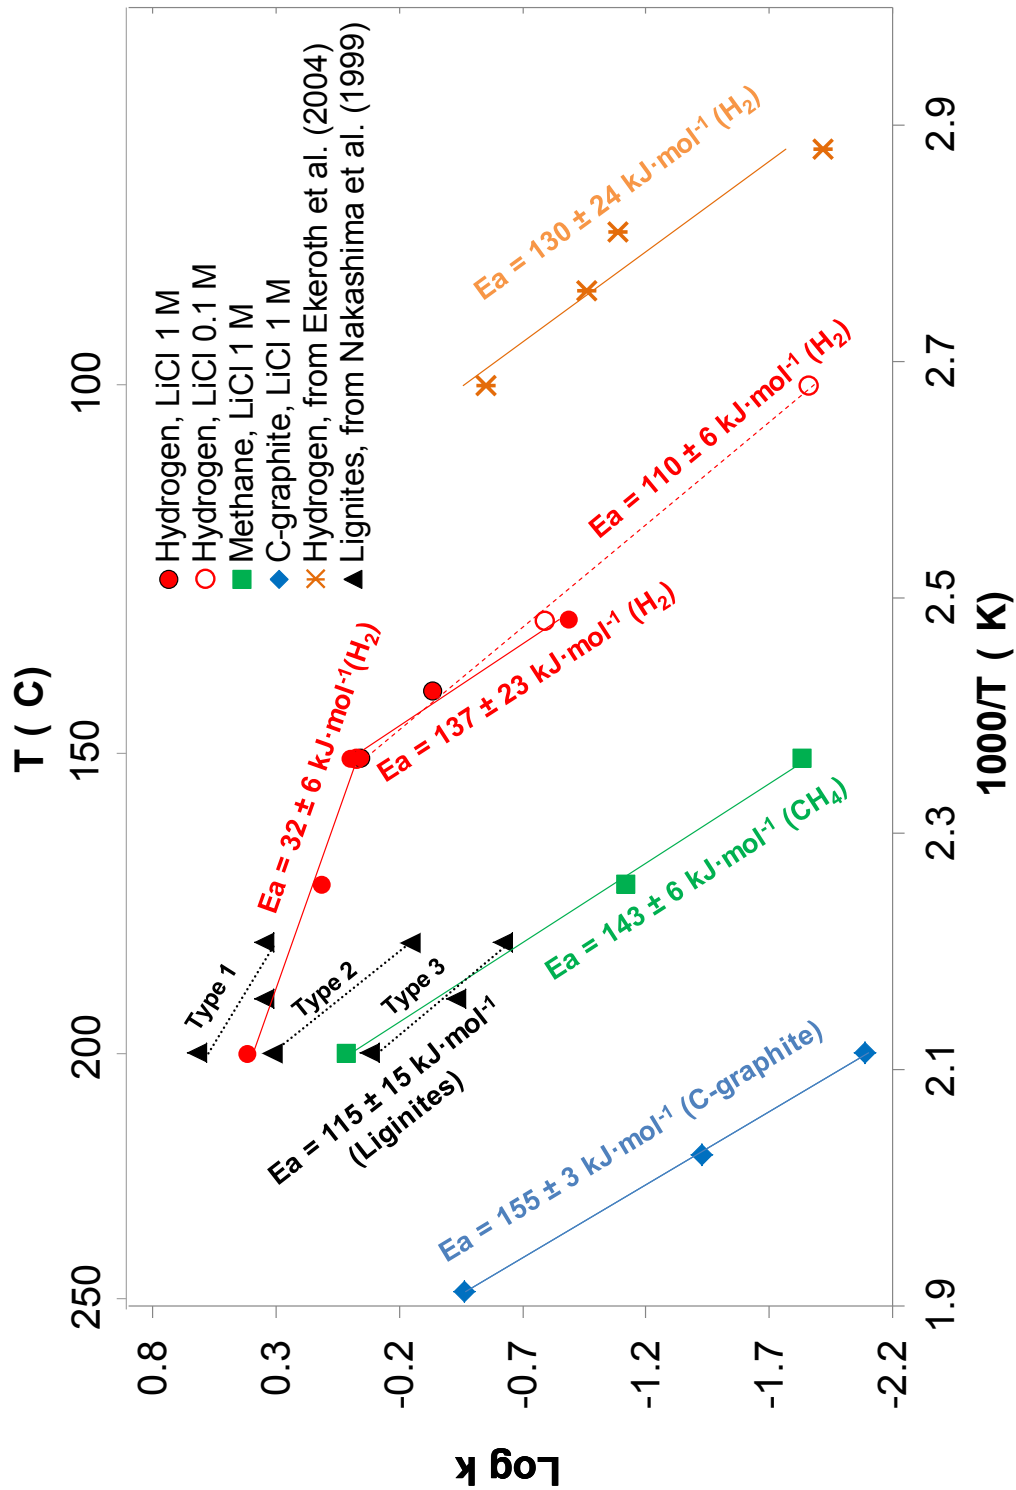 T ( C)
250
200
150
100
Hydrogen, LiCl 1 M
Hydrogen, LiCl 0.1 M
Methane, LiCl 1 M
C-graphite, LiCl 1 M
Hydrogen, from Ekeroth et al. (2004)
Lignites, from Nakashima et al. (1999)
Type 1
Ea = 32 ± 6 kJ·mol-1(H2)
Type 2
Type 3
Ea = 115 ± 15 kJ·mol-1
(Liginites)
Ea = 137 ± 23 kJ·mol-1 (H2)
Ea = 110 ± 6 kJ·mol-1 (H2)
Ea = 130 ± 24 kJ·mol-1 (H2)
Ea = 143 ± 6 kJ·mol-1 (CH4)
Ea = 155 ± 3 kJ·mol-1 (C-graphite)
Log k
0.8
0.3
-0.2
-0.7
-1.2
-1.7
-2.2
1.9
2.1
2.3
2.5
2.7
2.9
1000/T ( K)